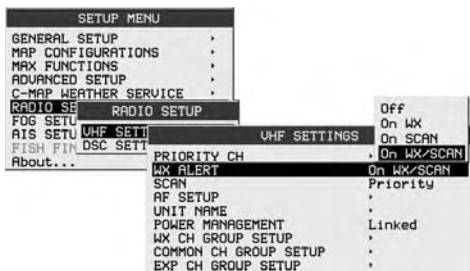 SETUP MENU
GENERAL SETUP
MAP CONFIGURATIONS
MAX FUNCTIONS
ADVANCED SETUP
C-MAP WEATHER SERVICE
RADIO SE
FOG SETU
AIS SETU
FISH FIN
About...
RADIO SETUP
VHF SETT
DSC SETT
VHF SETTINGS
PRIORITY CH
WX ALERT On WX/SCAN
SCAN Priority
AF SETUP
UNIT NAME
POWER MANAGEMENT Linked
WX CH GROUP SETUP
COMMON CH GROUP SETUP
EXP CH GROUP SETUP
Off
On WX
On SCAN
On WX/SCAN